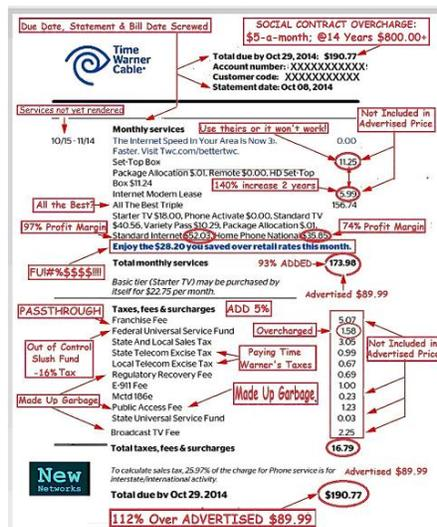 Due Date, Statement & Bill Date Screwed
SOCIAL CONTRACT OVERCHARGE:
$5-a-month; @14 Years $800.00+
Time
Warner
Cable
Total due by Oct 29, 2014: $190.77
Account number: XXXXXXXXXXXX
Customer code: XXXXXXXXXXX
Statement date: Oct 08, 2014
Services not yet rendered
Not Included in
Advertised Price
10/15 - 11/14
Monthly services
Use theirs or it won't work!
The Internet Speed In Your Area is Now 3x 0.00
Faster. Visit Twc.com/bettertwc.
Set-Top Box 11.25
Package Allocation $.01, Remote $0.00, HD Set-Top
Box $11.24
140% increase 2 years
Internet Modem Lease 5.99
All the Best?
All The Best Triple 156.74
Starter TV $18.00, Phone Activate $0.00, Standard TV
$40.56, Variety Pass $10.29, Package Allocation $.01,
97% Profit Margin
Standard Internet $52.03, Home Phone National $35.85
74% Profit Margin
Enjoy the $28.20 you saved over retail rates this month.
FUI#%$$$$!!!!
Total monthly services
93% ADDED
173.98
Basic tier (Starter TV) may be purchased by
itself for $22.75 per month.
Advertised $89.99
PASSTHROUGH
Taxes, fees & surcharges
ADD 5%
Franchise Fee 5.07
Federal Universal Service Fund
Overcharged
1.58
State And Local Sales Tax 3.05
Not Included in
Advertised Price
Out of Control
Slush Fund
-16% Tax
State Telecom Excise Tax 0.99
Local Telecom Excise Tax 0.67
Paying Time
Warner's Taxes
Regulatory Recovery Fee 0.69
E-911 Fee 1.00
Made Up Garbage
Mctd 186e 0.23
Made Up Garbage
Public Access Fee 1.23
State Universal Service Fund 0.03
Broadcast TV Fee 2.25
Total taxes, fees & surcharges 16.79
New
Networks
To calculate sales tax, 25.97% of the charge for Phone service is for
interstate/international activity.
Advertised $89.99
Total due by Oct 29, 2014 $190.77
112% Over ADVERTISED $89.99